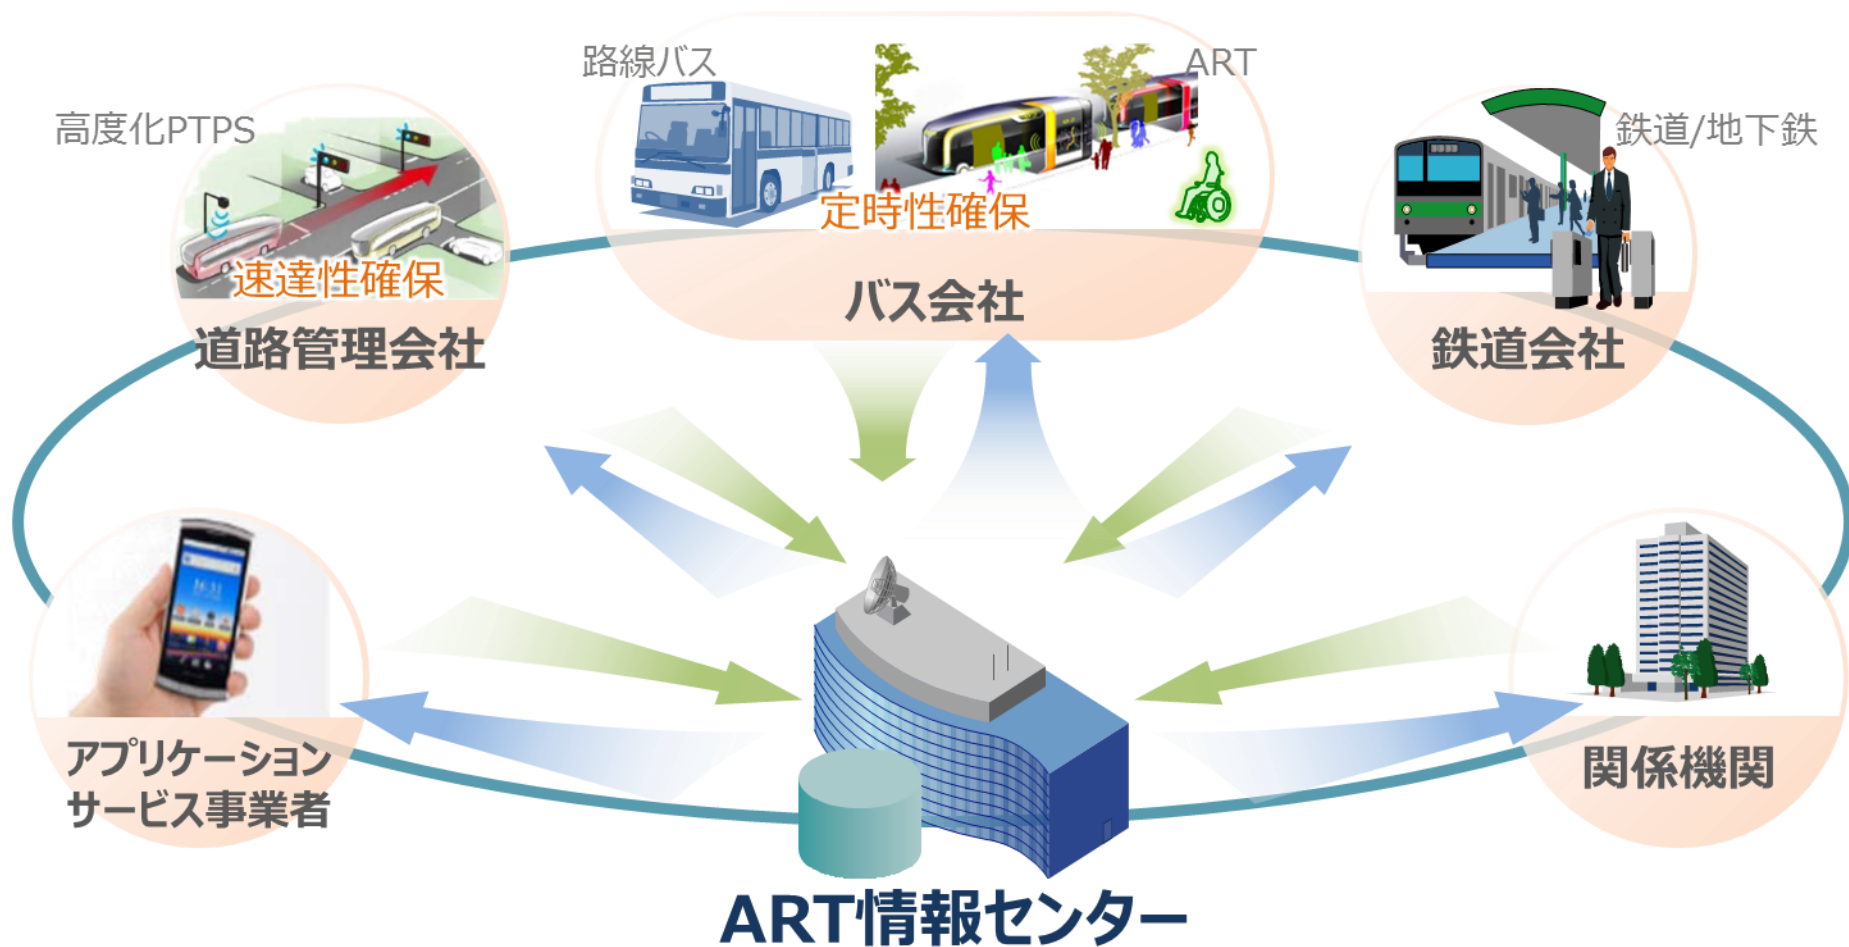 路線バス
ART
高度化PTPS
鉄道/地下鉄
定時性確保
速達性確保
バス会社
道路管理会社
鉄道会社
16:31
アプリケーション
サービス事業者
関係機関
ART情報センター